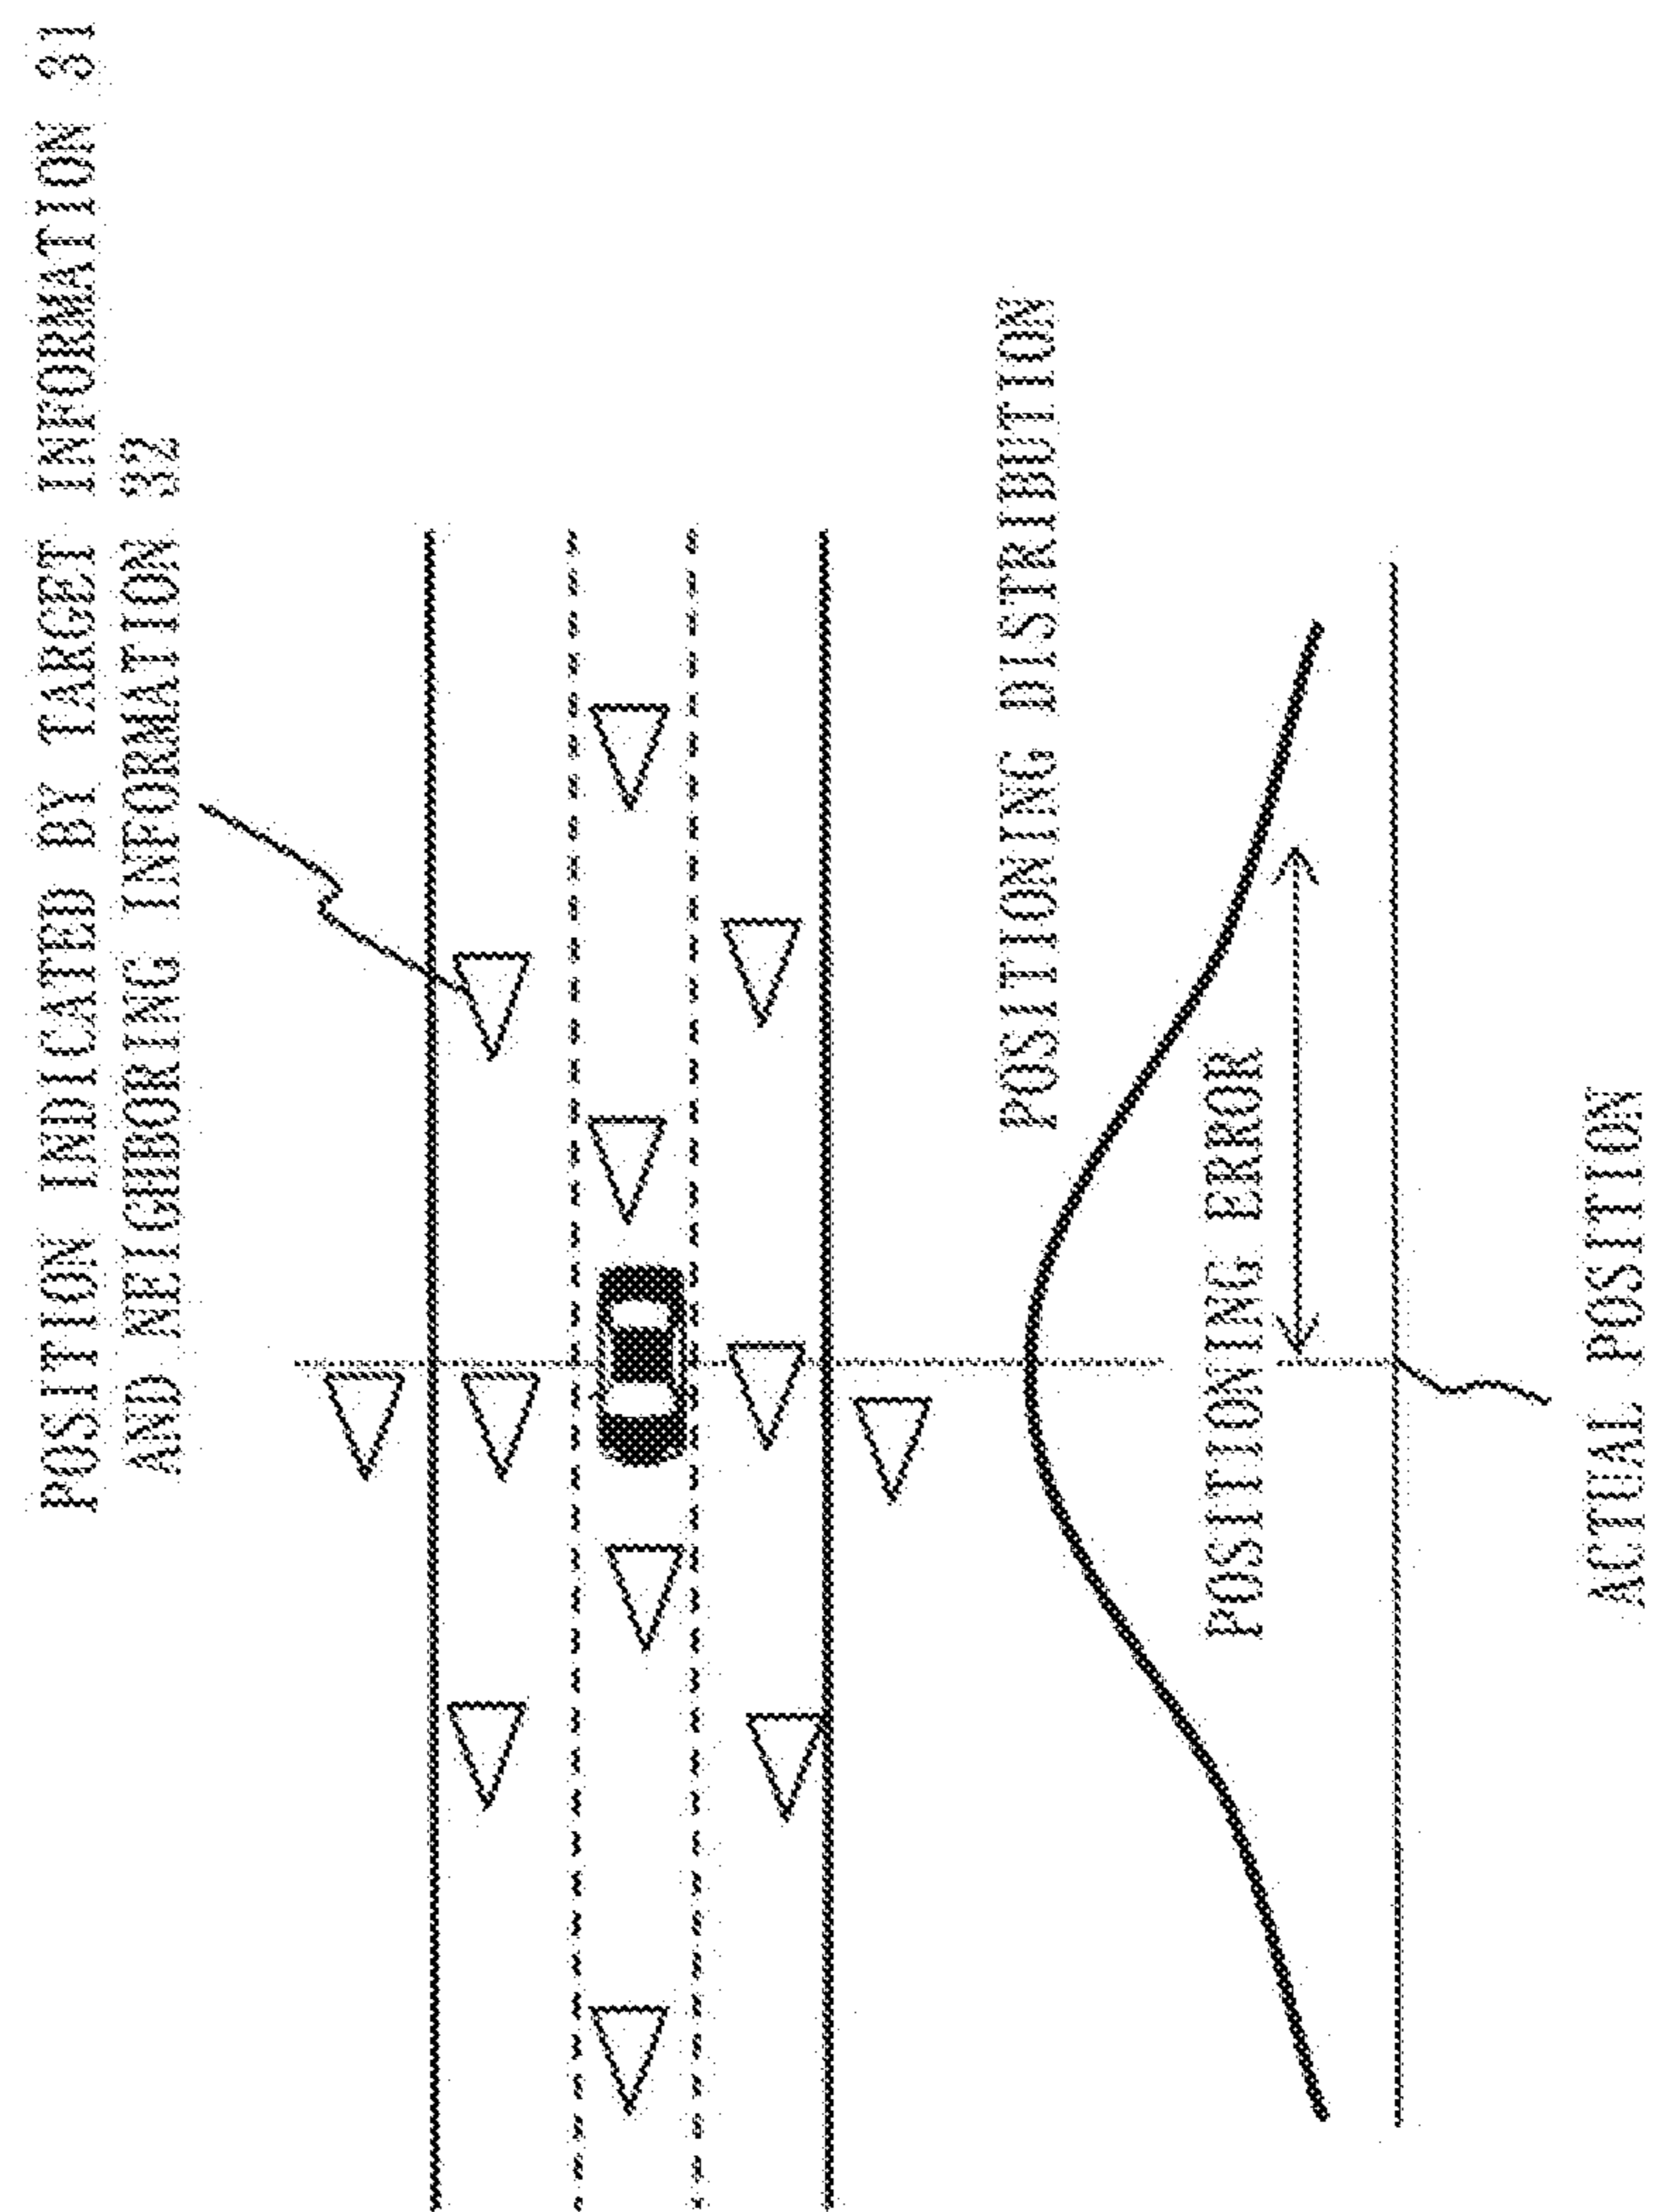 POSITION INDICATED BY TARGET INFORMATION 31
AND NEIGHBORING INFORMATION 32
POSITIONING DISTRIBUTION
POSITIONING ERROR
ACTUAL POSITION